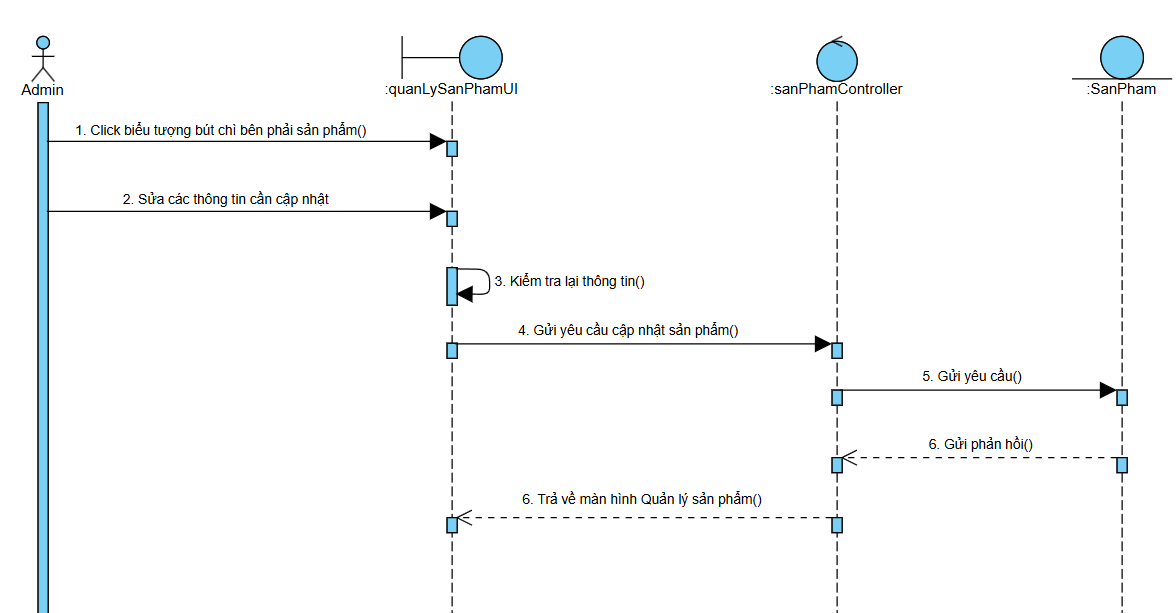 Admin
:quanLySanPhamUI
:sanPhamController
:SanPham
1. Click biểu tượng bút chì bên phải sản phẩm()
2. Sửa các thông tin cần cập nhật
3. Kiểm tra lại thông tin()
4. Gửi yêu cầu cập nhật sản phẩm()
5. Gửi yêu cầu()
6. Gửi phản hồi()
6. Trả về màn hình Quản lý sản phẩm()